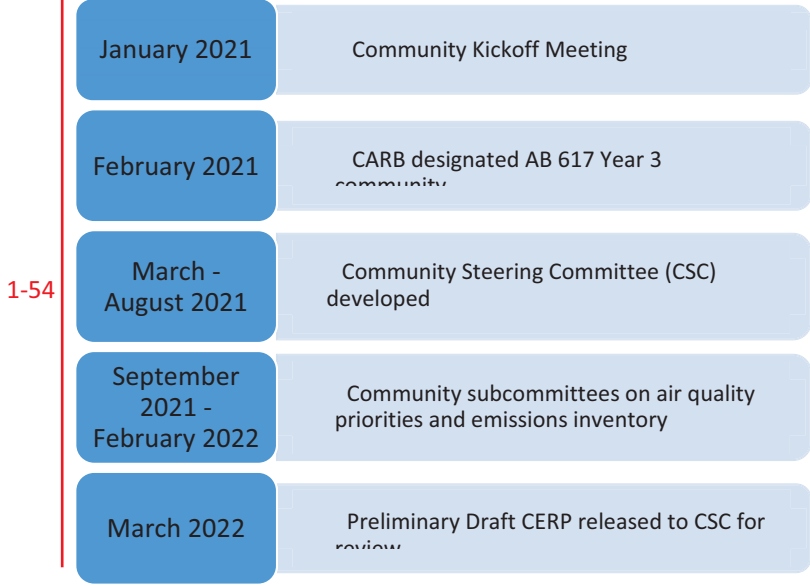 January 2021
Community Kickoff Meeting
February 2021
CARB designated AB 617 Year 3
community
1-54
March -
August 2021
Community Steering Committee (CSC)
developed
September
2021 -
February 2022
Community subcommittees on air quality
priorities and emissions inventory
March 2022
Preliminary Draft CERP released to CSC for
review